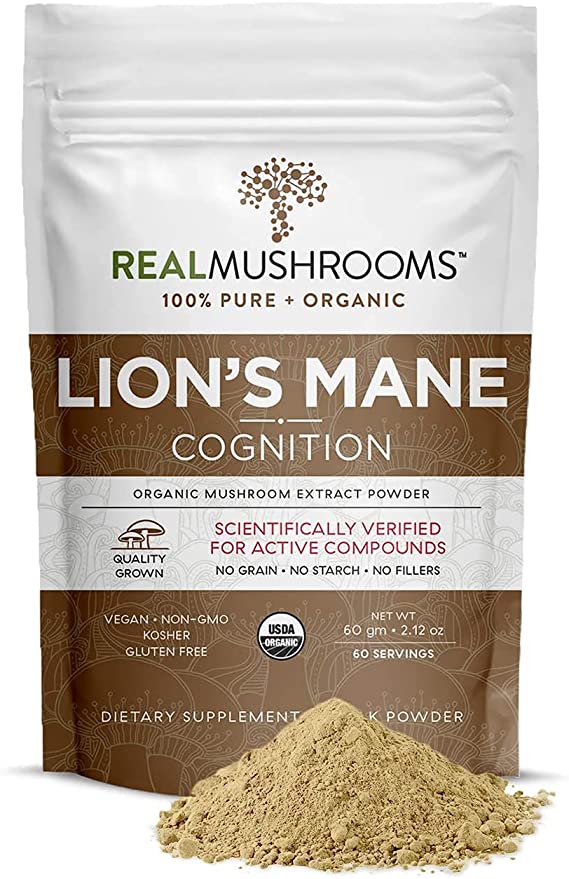 REALMUSHROOMS™
100% PURE + ORGANIC
LION'S MANE
COGNITION
ORGANIC MUSHROOM EXTRACT POWDER
QUALITY
GROWN
SCIENTIFICALLY VERIFIED
FOR ACTIVE COMPOUNDS
NO GRAIN • NO STARCH • NO FILLERS
VEGAN • NON-GMO
KOSHER
GLUTEN FREE
USDA
ORGANIC
NET WT
60 gm • 2.12 oz
60 SERVINGS
DIETARY SUPPLEMENT POWDER